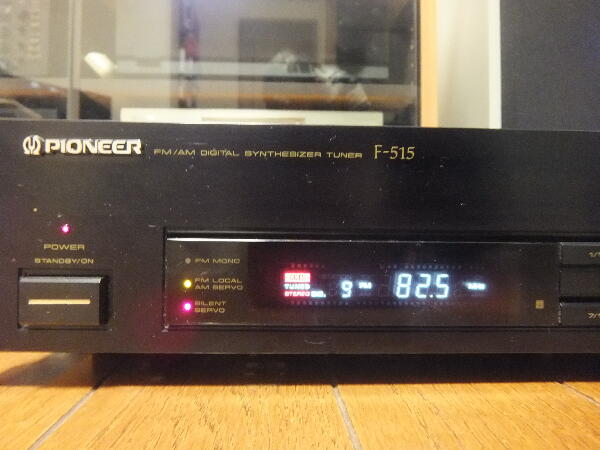 PIONEER FM/AM DIGITAL SYNTHESIZER TUNER F-515
POWER
STANDBY/ON
FM MONO
FM LOCAL
AM SERVO
SILENT
SERVO
TUNED
STEREO
9 82.5